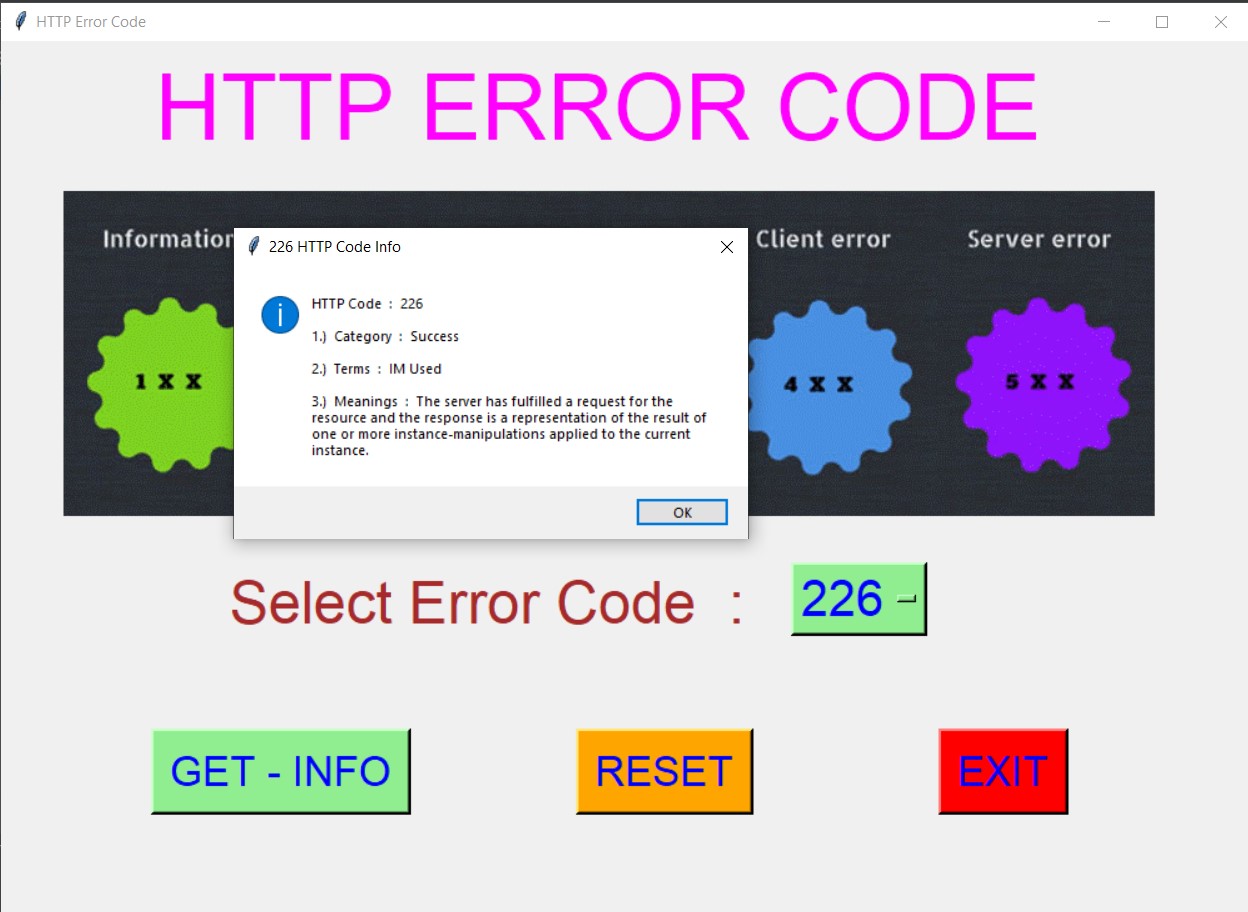 HTTP Error Code
HTTP ERROR CODE
Information
Client error
Server error
226 HTTP Code Info
HTTP Code : 226
1.) Category : Success
2.) Terms : IM Used
3.) Meanings : The server has fulfilled a request for the
resource and the response is a representation of the result of
one or more instance-manipulations applied to the current
instance.
OK
1 X X
4 X X
5 X X
Select Error Code :
226
GET - INFO
RESET
EXIT